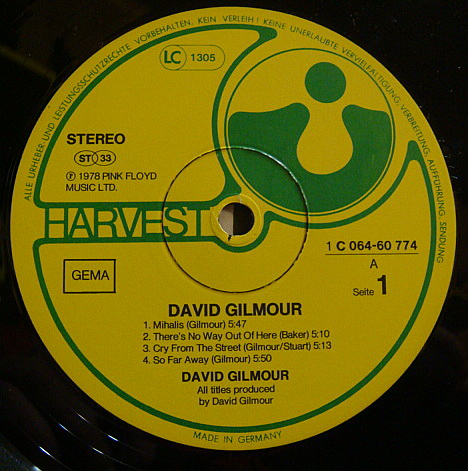 ALLE URHEBER- UND LEISTUNGSSCHUTZRECHTE VORBEHALTEN. KEIN VERLEIH! KEINE UNERLAUBTE VERVIELFÄLTIGUNG, VERBREITUNG, AUFFÜHRUNG, SENDUNG
LC 1305
STEREO
ST 33
℗ 1978 PINK FLOYD
MUSIC LTD.
HARVEST
1 C 064-60 774
GEMA
A
Seite 1
DAVID GILMOUR
1. Mihalis (Gilmour) 5:47
2. There's No Way Out Of Here (Baker) 5:10
3. Cry From The Street (Gilmour/Stuart) 5:13
4. So Far Away (Gilmour) 5:50
DAVID GILMOUR
All titles produced
by David Gilmour
MADE IN GERMANY